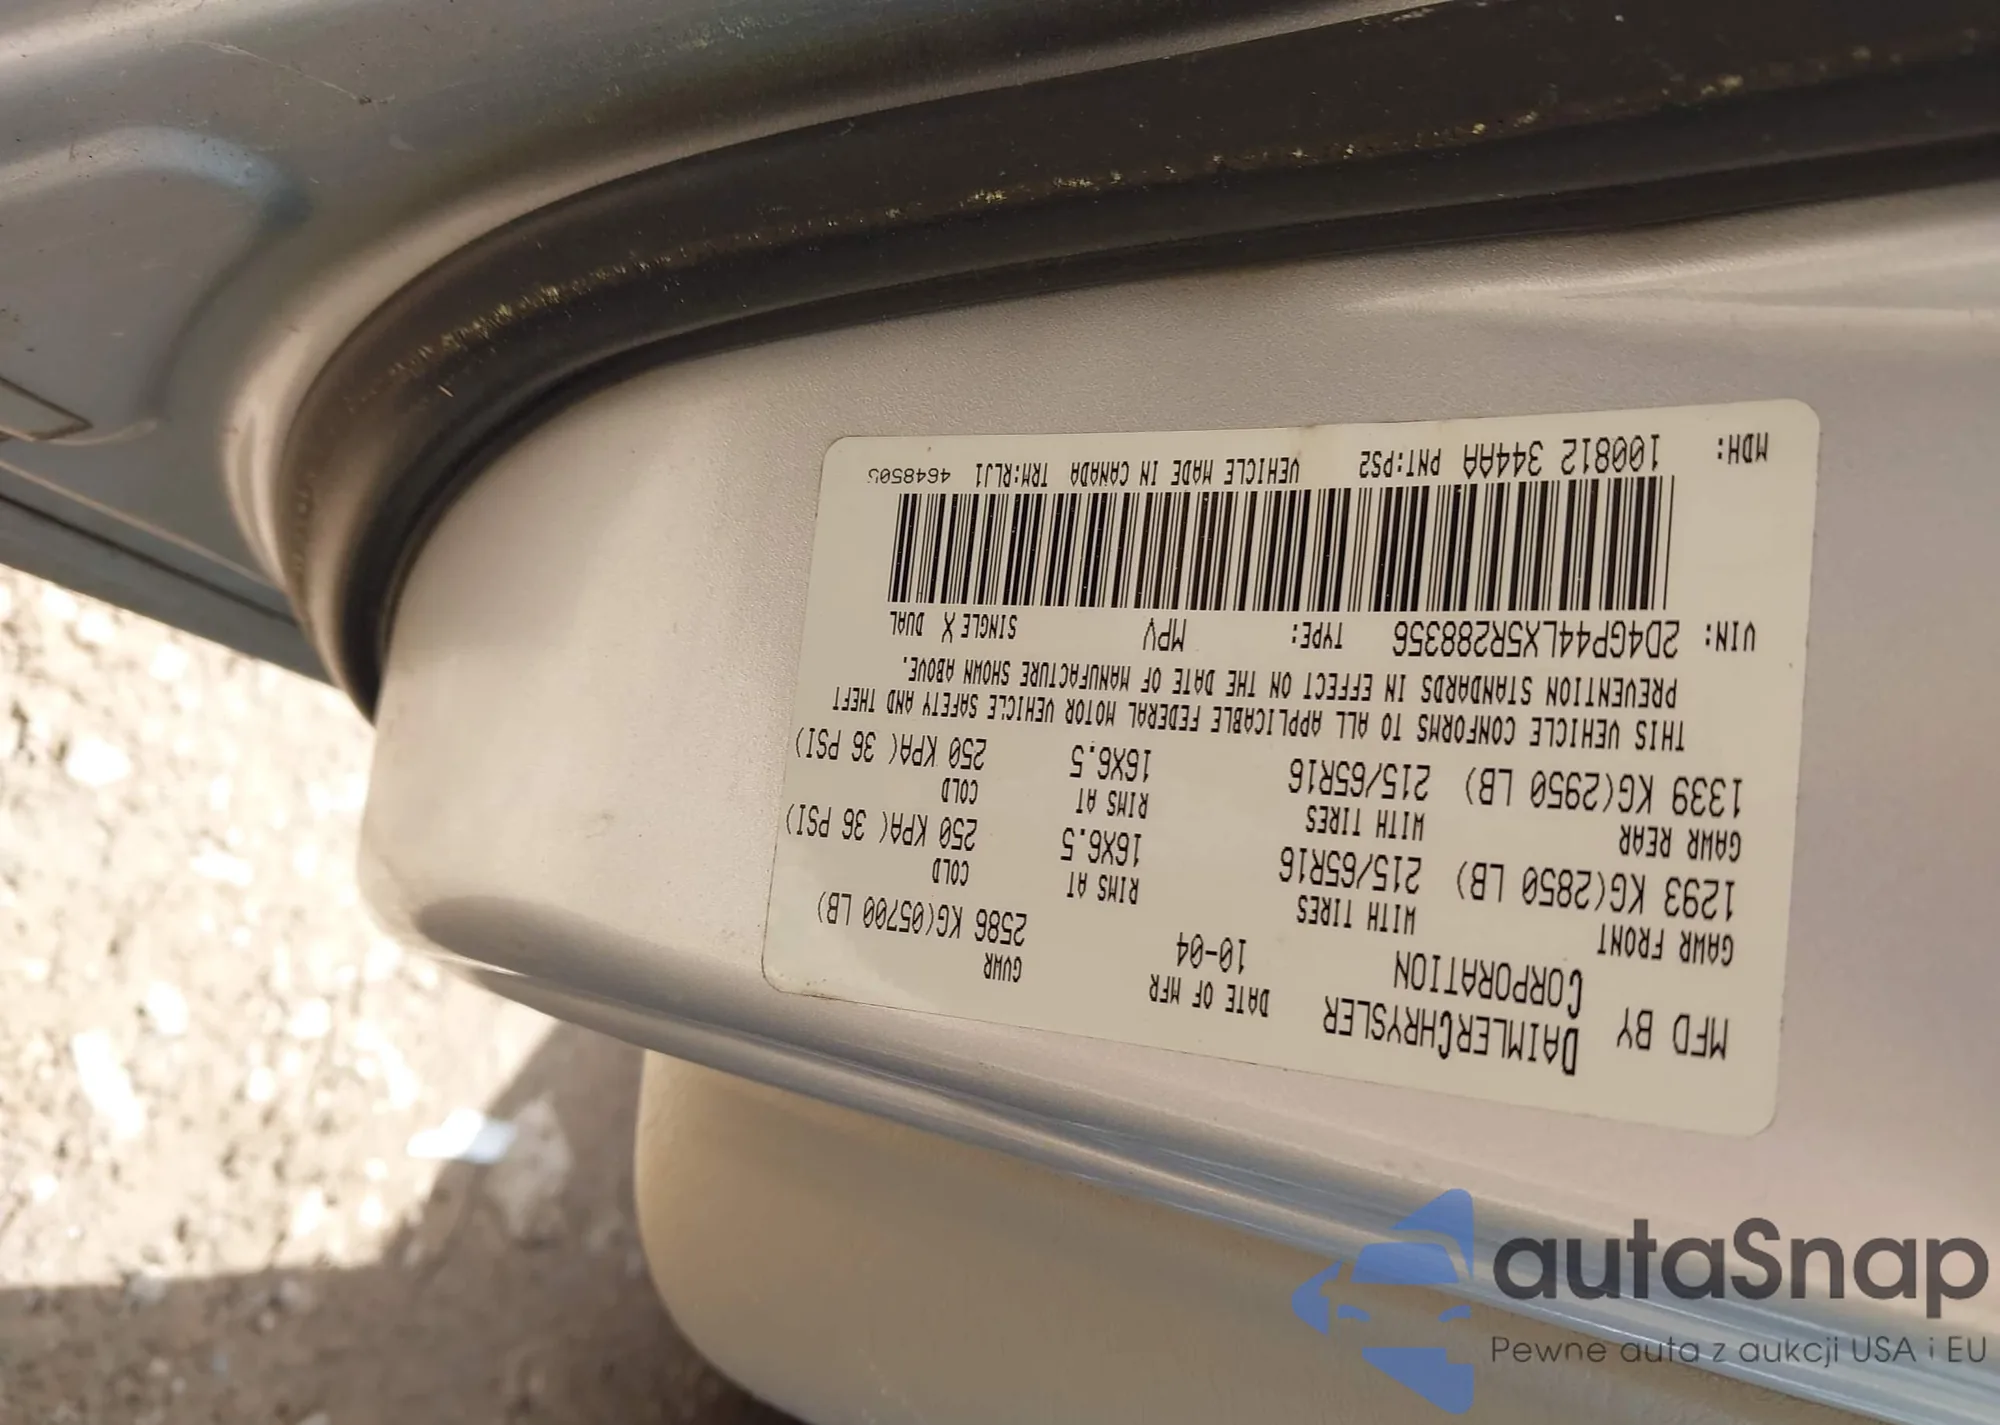 MFD BY DAIMLERCHRYSLER CORPORATION
DATE OF MFR 10-04
GVWR 2586 KG(05700 LB)
GAWR FRONT WITH TIRES RIMS AT COLD
1293 KG(2850 LB) 215/65R16 16X6.5 250 KPA( 36 PSI)
GAWR REAR WITH TIRES RIMS AT COLD
1339 KG(2950 LB) 215/65R16 16X6.5 250 KPA( 36 PSI)
THIS VEHICLE CONFORMS TO ALL APPLICABLE FEDERAL MOTOR VEHICLE SAFETY AND THEFT
PREVENTION STANDARDS IN EFFECT ON THE DATE OF MANUFACTURE SHOWN ABOVE.
VIN: 2D4GP44LX5R288356 TYPE: MPV SINGLE X DUAL
MDH: 100812 344AA PNT:PS2 VEHICLE MADE IN CANADA TRM:RLJ1
autaSnap
Pewne auta z aukcji USA i EU